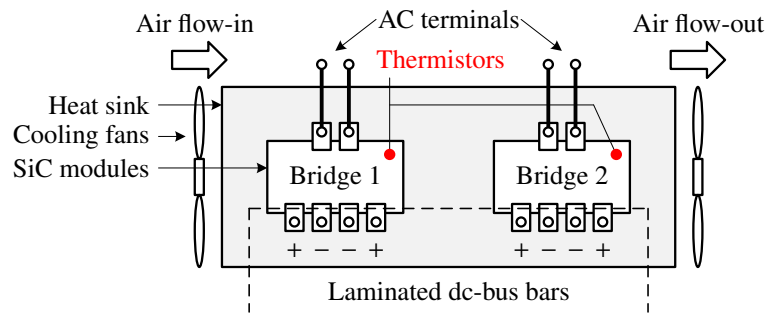 Air flow-in
AC terminals
Air flow-out
Thermistors
Heat sink
Cooling fans
SiC modules
Bridge 1
Bridge 2
+ − − +
+ − − +
Laminated dc-bus bars